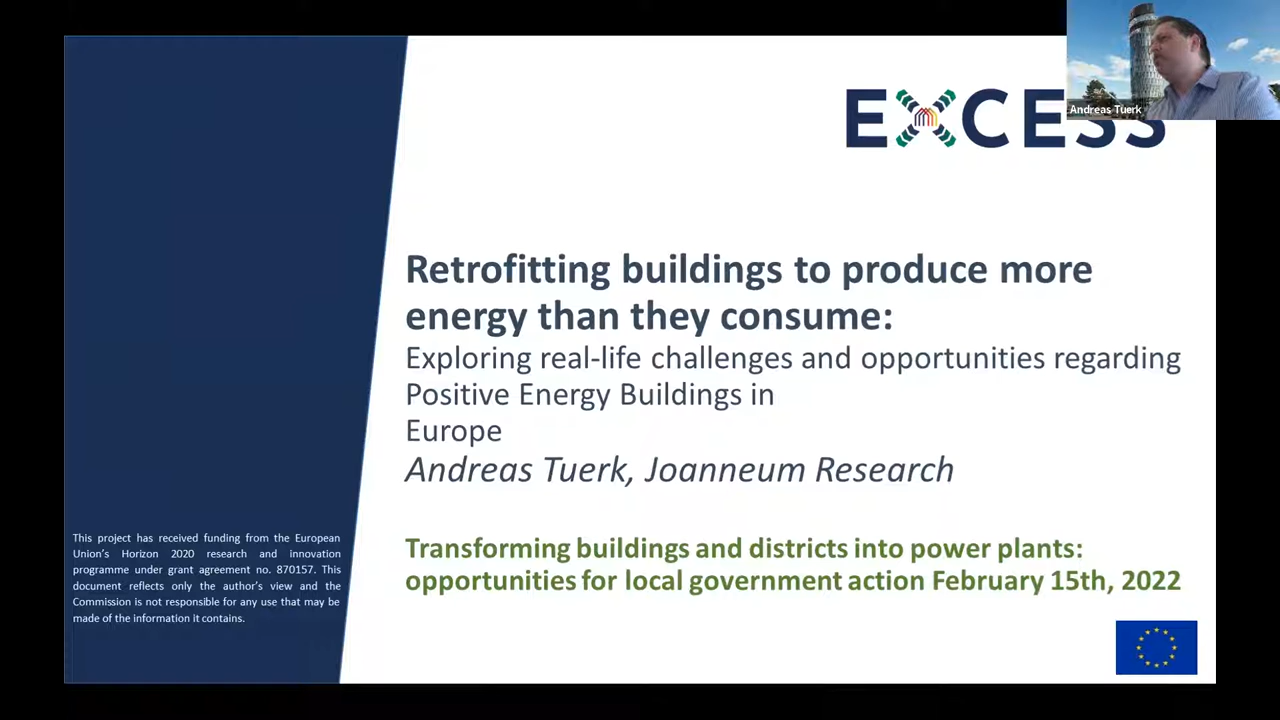 EXCESS
Andreas Tuerk
Retrofitting buildings to produce more
energy than they consume:
Exploring real-life challenges and opportunities regarding
Positive Energy Buildings in
Europe
Andreas Tuerk, Joanneum Research
Transforming buildings and districts into power plants:
opportunities for local government action February 15th, 2022
This project has received funding from the European
Union's Horizon 2020 research and innovation
programme under grant agreement no. 870157. This
document reflects only the author's view and the
Commission is not responsible for any use that may be
made of the information it contains.